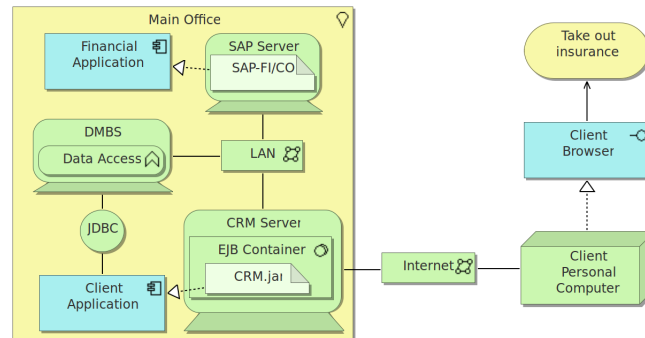 Main Office
Financial
Application
SAP Server
SAP-FI/CO
Take out
insurance
DMBS
Data Access
LAN
Client
Browser
JDBC
CRM Server
EJB Container
CRM.jar
Client
Application
Internet
Client
Personal
Computer